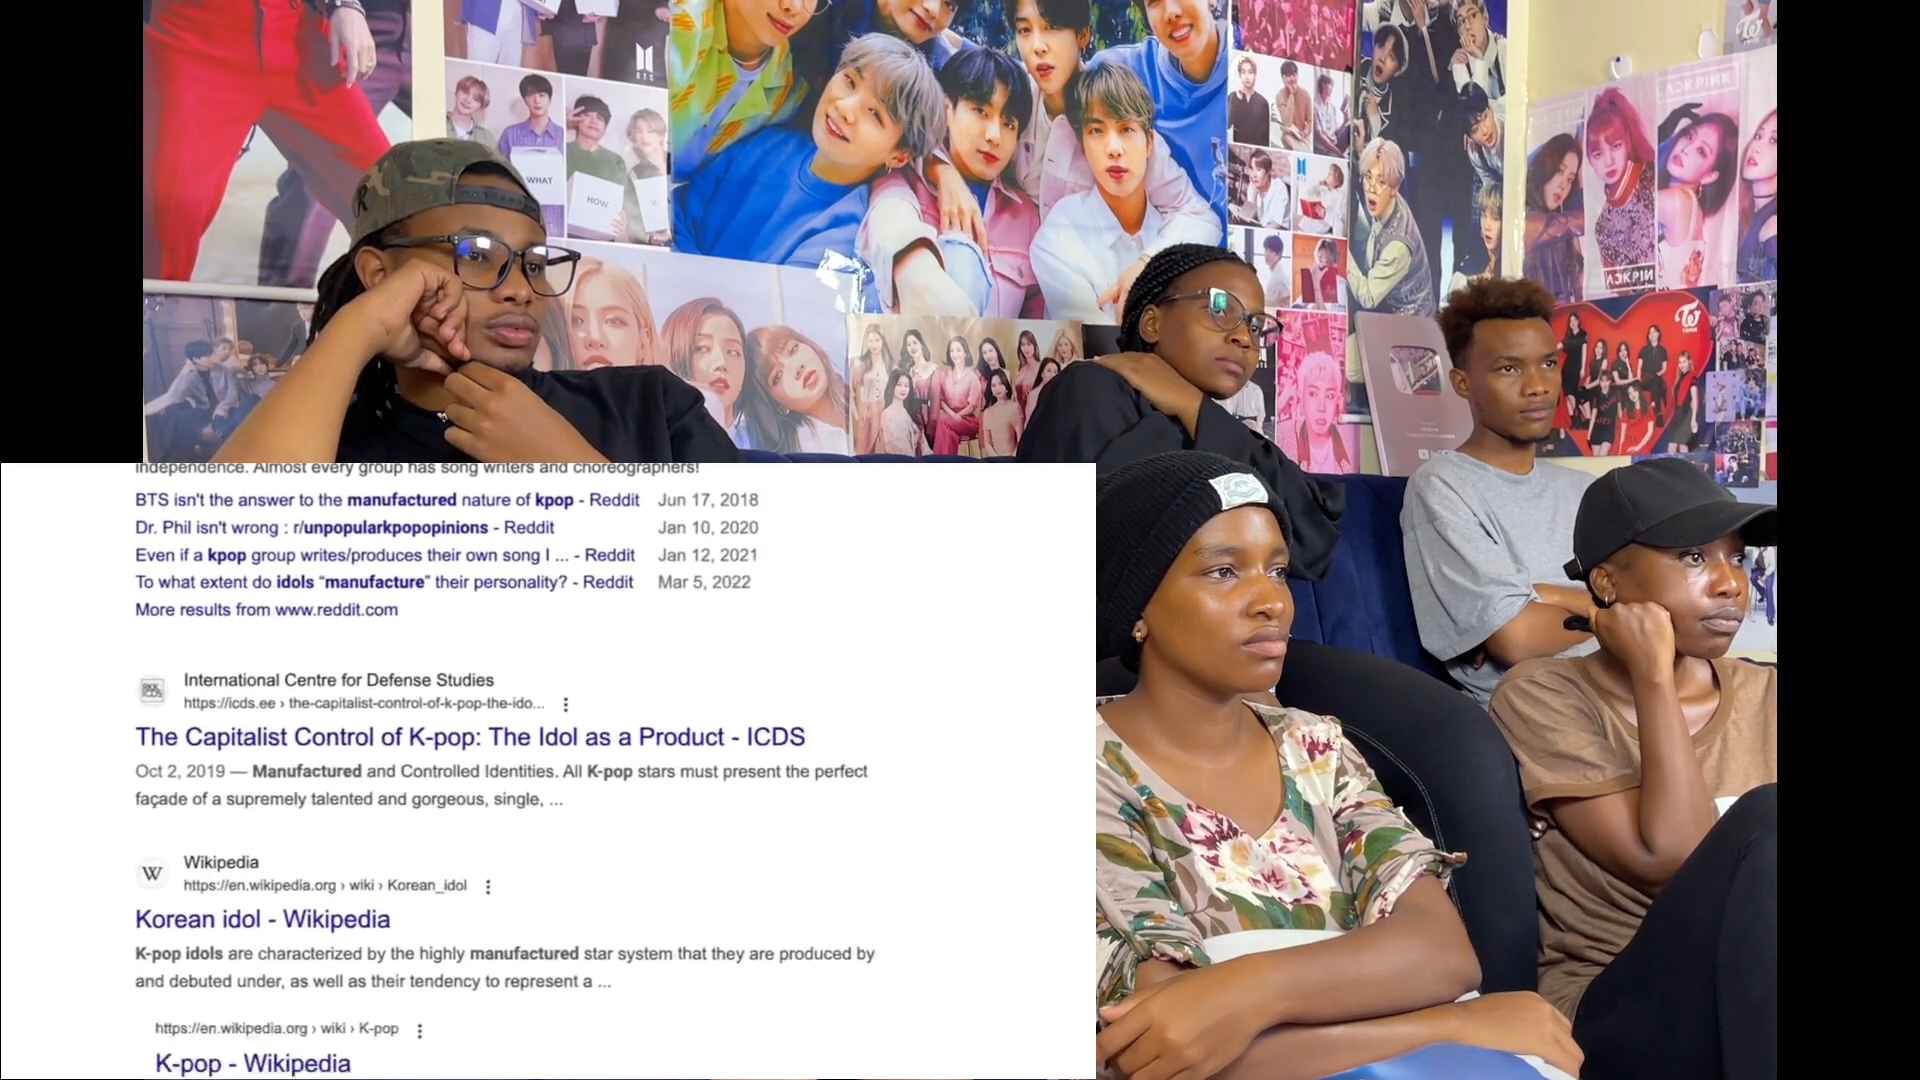 BTS
WHAT
HOW
BLACKPINK
TWICE
independence. Almost every group has song writers and choreographers!
BTS isn't the answer to the manufactured nature of kpop - Reddit Jun 17, 2018
Dr. Phil isn't wrong : r/unpopularkpopopinions - Reddit Jan 10, 2020
Even if a kpop group writes/produces their own song I ... - Reddit Jan 12, 2021
To what extent do idols “manufacture” their personality? - Reddit Mar 5, 2022
More results from www.reddit.com
International Centre for Defense Studies
https://icds.ee › the-capitalist-control-of-k-pop-the-ido...
The Capitalist Control of K-pop: The Idol as a Product - ICDS
Oct 2, 2019 — Manufactured and Controlled Identities. All K-pop stars must present the perfect
façade of a supremely talented and gorgeous, single, ...
W
Wikipedia
https://en.wikipedia.org › wiki › Korean_idol
Korean idol - Wikipedia
K-pop idols are characterized by the highly manufactured star system that they are produced by
and debuted under, as well as their tendency to represent a ...
https://en.wikipedia.org › wiki › K-pop
K-pop - Wikipedia